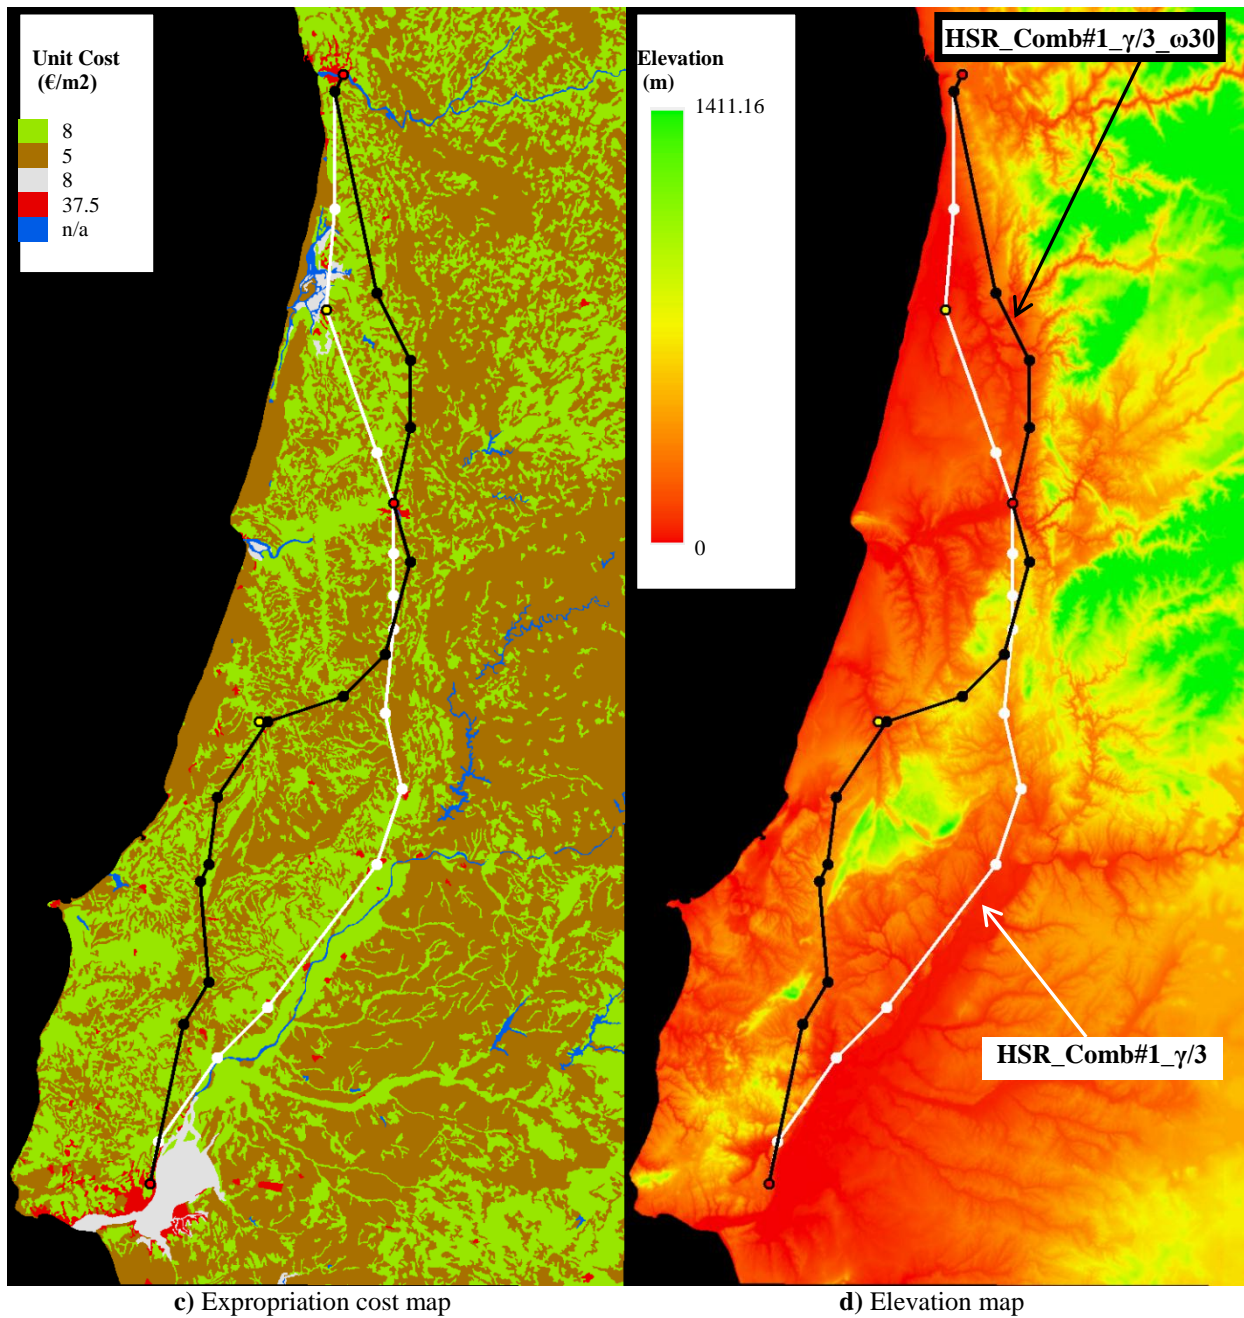 Unit Cost
(€/m2)
8
5
8
37.5
n/a
Elevation
(m)
1411.16
0
HSR_Comb#1_γ/3_ω30
HSR_Comb#1_γ/3
c) Expropriation cost map
d) Elevation map